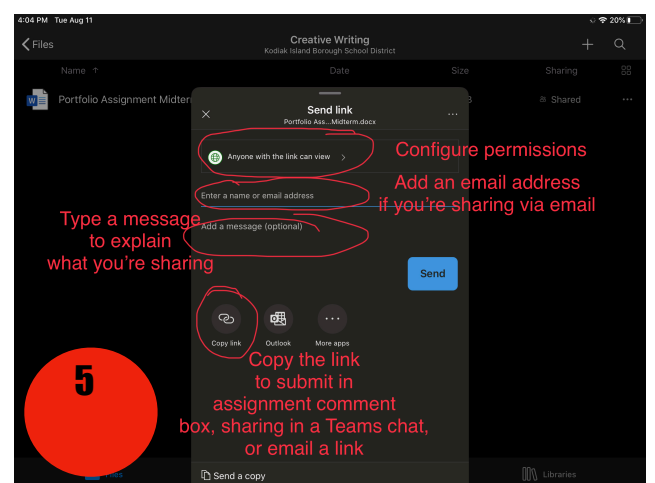 4:04 PM Tue Aug 11
20%
Files
Creative Writing
Kodiak Island Borough School District
Name ↑
Date
Size
Sharing
Portfolio Assignment Midter
Shared
Send link
Portfolio Ass...Midterm.docx
Anyone with the link can view
Configure permissions
Enter a name or email address
Add an email address
if you're sharing via email
Add a message (optional)
Type a message
to explain
what you're sharing
Send
Copy link
Outlook
More apps
Copy the link
to submit in
assignment comment
box, sharing in a Teams chat,
or email a link
5
Send a copy
Files
Libraries